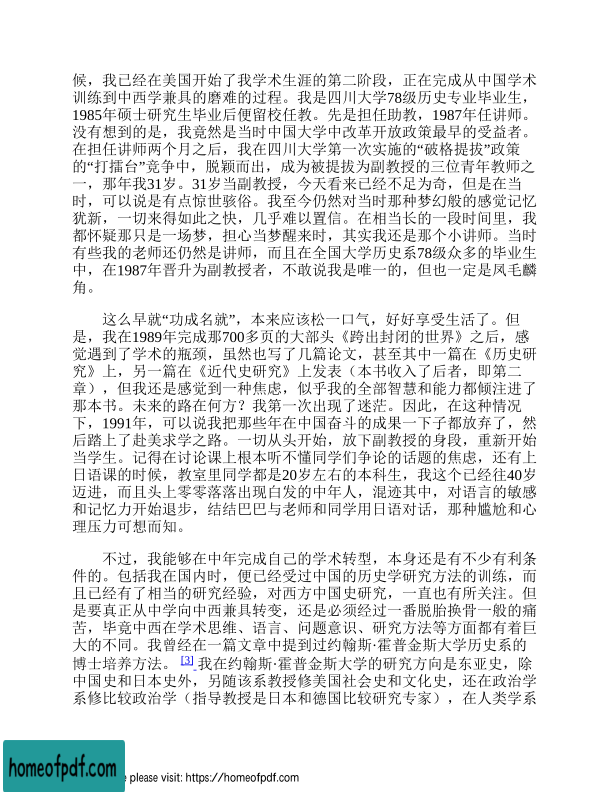 候，我已经在美国开始了我学术生涯的第二阶段，正在完成从中国学术
训练到中西学兼具的磨难的过程。我是四川大学78级历史专业毕业生，
1985年硕士研究生毕业后便留校任教。先是担任助教，1987年任讲师。
没有想到的是，我竟然是当时中国大学中改革开放政策最早的受益者。
在担任讲师两个月之后，我在四川大学第一次实施的“破格提拔”政策
的“打擂台”竞争中，脱颖而出，成为被提拔为副教授的三位青年教师之
一，那年我31岁。31岁当副教授，今天看来已经不足为奇，但是在当
时，可以说是有点惊世骇俗。我至今仍然对当时那种梦幻般的感觉记忆
犹新，一切来得如此之快，几乎难以置信。在相当长的一段时间里，我
都怀疑那只是一场梦，担心当梦醒来时，其实我还是那个小讲师。当时
有些我的老师还仍然是讲师，而且在全国大学历史系78级众多的毕业生
中，在1987年晋升为副教授者，不敢说我是唯一的，但也一定是凤毛麟
角。
这么早就“功成名就”，本来应该松一口气，好好享受生活了。但
是，我在1989年完成那700多页的大部头《跨出封闭的世界》之后，感
觉遇到了学术的瓶颈，虽然也写了几篇论文，甚至其中一篇在《历史研
究》上，另一篇在《近代史研究》上发表（本书收入了后者，即第二
章），但我还是感觉到一种焦虑，似乎我的全部智慧和能力都倾注进了
那本书。未来的路在何方？我第一次出现了迷茫。因此，在这种情况
下，1991年，可以说我把那些年在中国奋斗的成果一下子都放弃了，然
后踏上了赴美求学之路。一切从头开始，放下副教授的身段，重新开始
当学生。记得在讨论课上根本听不懂同学们争论的话题的焦虑，还有上
日语课的时候，教室里同学都是20岁左右的本科生，我这个已经往40岁
迈进，而且头上零零落落出现白发的中年人，混迹其中，对语言的敏感
和记忆力开始退步，结结巴巴与老师和同学用日语对话，那种尴尬和心
理压力可想而知。
不过，我能够在中年完成自己的学术转型，本身还是有不少有利条
件的。包括我在国内时，便已经受过中国的历史学研究方法的训练，而
且已经有了相当的研究经验，对西方中国史研究，一直也有所关注。但
是要真正从中学向中西兼具转变，还是必须经过一番脱胎换骨一般的痛
苦，毕竟中西在学术思维、语言、问题意识、研究方法等方面都有着巨
大的不同。我曾经在一篇文章中提到过约翰斯·霍普金斯大学历史系的
博士培养方法。[3]我在约翰斯·霍普金斯大学的研究方向是东亚史，除
中国史和日本史外，另随该系教授修美国社会史和文化史，还在政治学
系修比较政治学（指导教授是日本和德国比较研究专家），在人类学系
homeofpdf.com
e please visit: https://homeofpdf.com